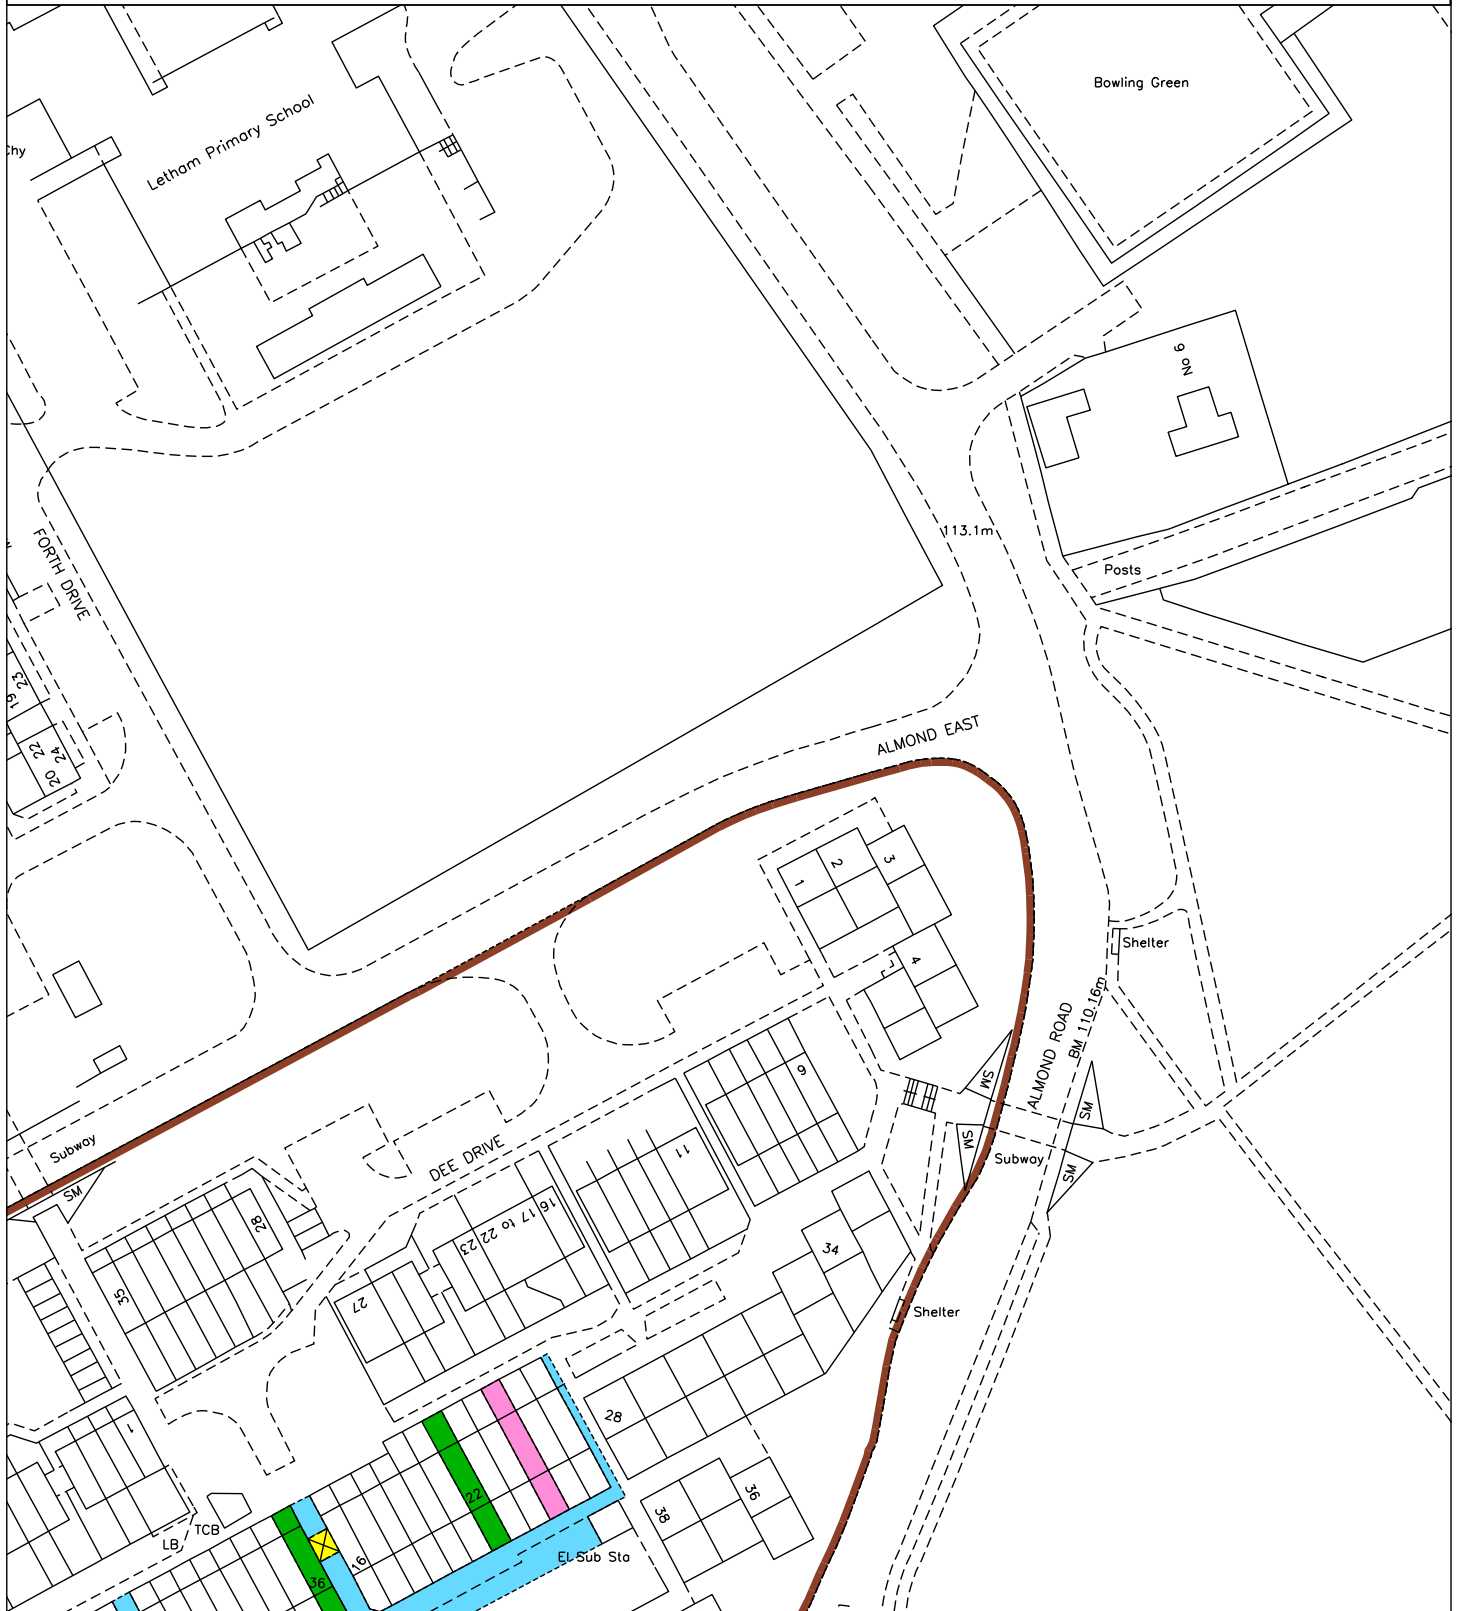 Bowling Green
Letham Primary School
Chy
No 6
113.1m
Posts
FORTH DRIVE
23
19
22
24
20
ALMOND EAST
1
2
3
4
Shelter
BM 110.16m
ALMOND ROAD
6
SM
SM
SM
Subway
SM
Subway
SM
DEE DRIVE
11
16 17 to 22 23
28
35
27
34
Shelter
28
1
22
36
38
TCB
LB
16
El Sub Sta
36